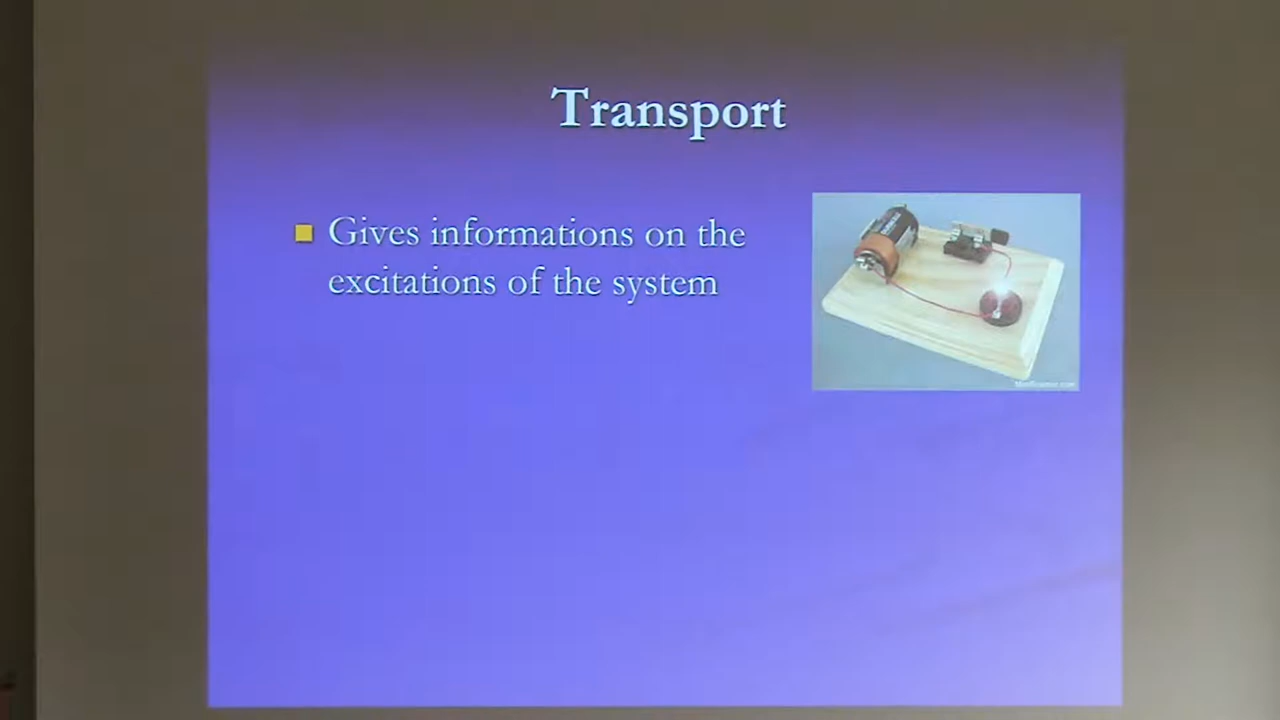 Transport
Gives informations on the
excitations of the system